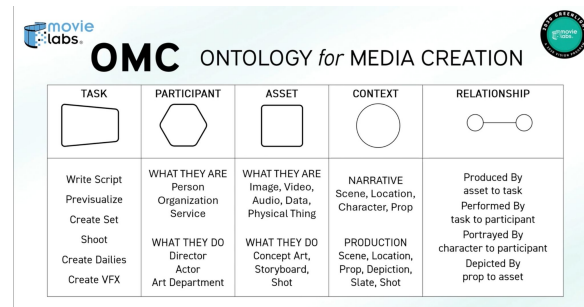 movie
labs.
OMC ONTOLOGY for MEDIA CREATION
movie
labs.
TASK
PARTICIPANT
ASSET
CONTEXT
RELATIONSHIP
Write Script
Previsualize
Create Set
Shoot
Create Dailies
Create VFX
WHAT THEY ARE
Person
Organization
Service
WHAT THEY DO
Director
Actor
Art Department
WHAT THEY ARE
Image, Video,
Audio, Data,
Physical Thing
WHAT THEY DO
Concept Art,
Storyboard,
Shot
NARRATIVE
Scene, Location,
Character, Prop
PRODUCTION
Scene, Location,
Prop, Depiction,
Slate, Shot
Produced By
asset to task
Performed By
task to participant
Portrayed By
character to participant
Depicted By
prop to asset